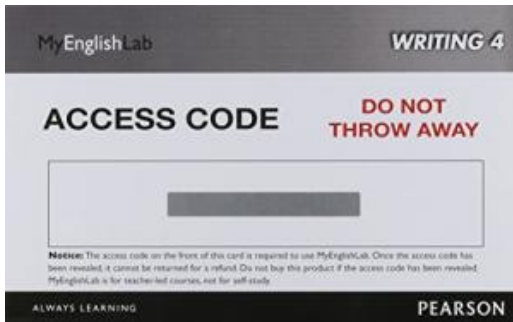 MyEnglishLab
WRITING 4
ACCESS CODE
DO NOT
THROW AWAY
Notice: The access code on the front of this card is required to use MyEnglishLab. Once the access code has
been revealed, it cannot be returned for a refund. Do not buy this product if the access code has been revealed.
MyEnglishLab is for teacher-led courses, not for self-study.
ALWAYS LEARNING
PEARSON